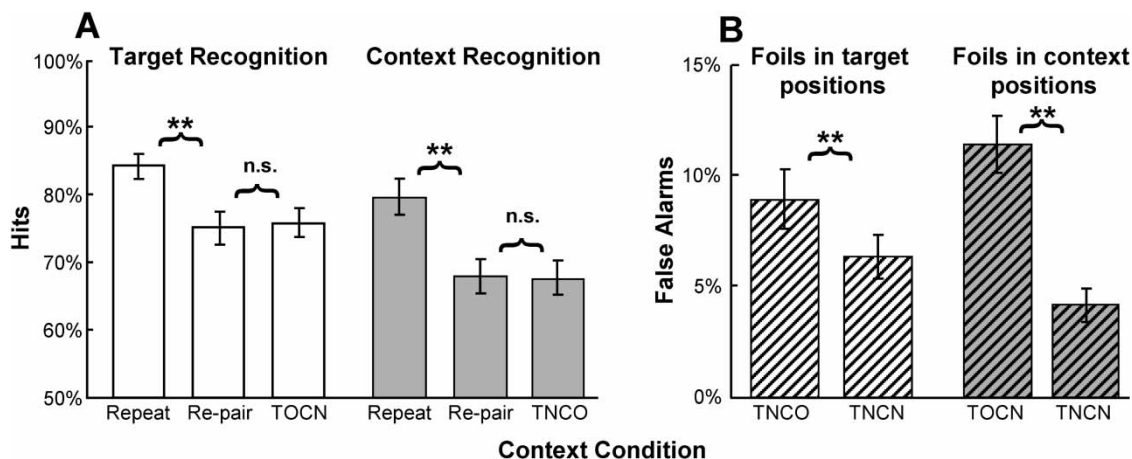 A
Target Recognition
Context Recognition
100%
90%
80%
70%
60%
50%
Hits
**
n.s.
**
n.s.
Repeat Re-pair TOCN
Repeat Re-pair TNCO
B
Foils in target
positions
Foils in context
positions
15%
10%
5%
0%
False Alarms
**
**
TNCO TNCN
TOCN TNCN
Context Condition